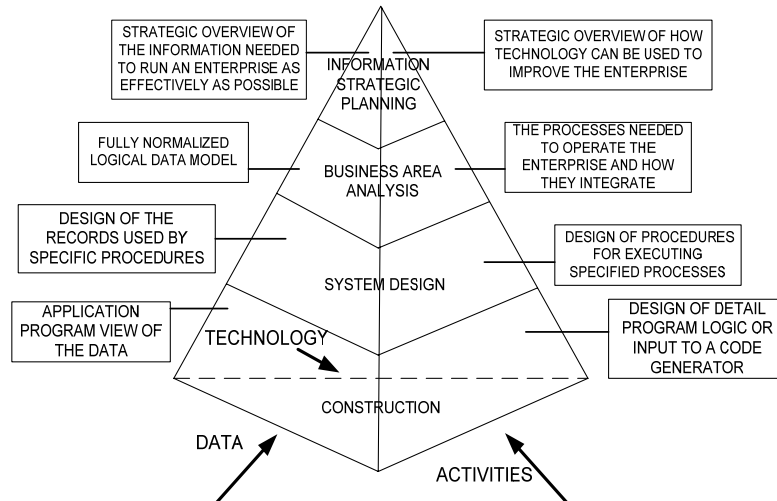 STRATEGIC OVERVIEW OF
THE INFORMATION NEEDED
TO RUN AN ENTERPRISE AS
EFFECTIVELY AS POSSIBLE
STRATEGIC OVERVIEW OF HOW
TECHNOLOGY CAN BE USED TO
IMPROVE THE ENTERPRISE
INFORMATION
STRATEGIC
PLANNING
FULLY NORMALIZED
LOGICAL DATA MODEL
BUSINESS AREA
ANALYSIS
THE PROCESSES NEEDED
TO OPERATE THE
ENTERPRISE AND HOW
THEY INTEGRATE
DESIGN OF THE
RECORDS USED BY
SPECIFIC PROCEDURES
SYSTEM DESIGN
DESIGN OF PROCEDURES
FOR EXECUTING
SPECIFIED PROCESSES
APPLICATION
PROGRAM VIEW OF
THE DATA
TECHNOLOGY
DESIGN OF DETAIL
PROGRAM LOGIC OR
INPUT TO A CODE
GENERATOR
CONSTRUCTION
DATA
ACTIVITIES